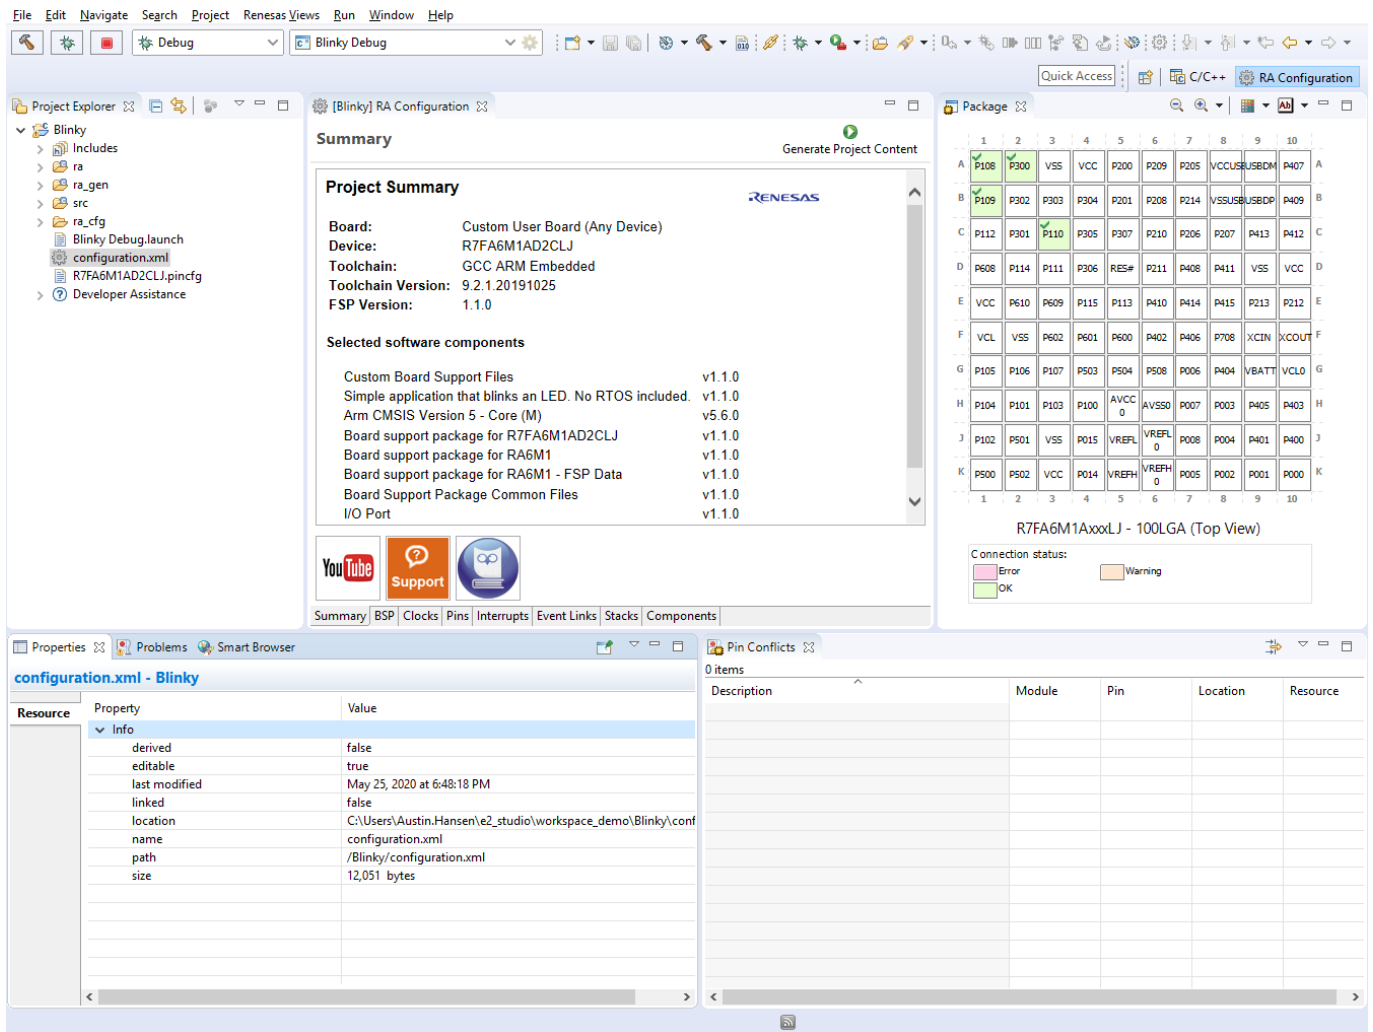 File Edit Navigate Search Project Renesas Views Run Window Help
Debug Blinky Debug
Quick Access C/C++ RA Configuration
Project Explorer
Blinky
Includes
ra
ra_gen
src
ra_cfg
Blinky Debug.launch
configuration.xml
R7FA6M1AD2CLJ.pincfg
Developer Assistance
[Blinky] RA Configuration
Summary
Generate Project Content
Project Summary
RENESAS
Board: Custom User Board (Any Device)
Device: R7FA6M1AD2CLJ
Toolchain: GCC ARM Embedded
Toolchain Version: 9.2.1.20191025
FSP Version: 1.1.0
Selected software components
Custom Board Support Files v1.1.0
Simple application that blinks an LED. No RTOS included. v1.1.0
Arm CMSIS Version 5 - Core (M) v5.6.0
Board support package for R7FA6M1AD2CLJ v1.1.0
Board support package for RA6M1 v1.1.0
Board support package for RA6M1 - FSP Data v1.1.0
Board Support Package Common Files v1.1.0
I/O Port v1.1.0
YouTube Support
Summary BSP Clocks Pins Interrupts Event Links Stacks Components
Package
1 2 3 4 5 6 7 8 9 10
A P108 P300 VSS VCC P200 P209 P205 VCCUSB USBDM P407 A
B P109 P302 P303 P304 P201 P208 P214 VSSUSB USBDP P409 B
C P112 P301 P110 P305 P307 P210 P206 P207 P413 P412 C
D P608 P114 P111 P306 RES# P211 P408 P411 VSS VCC D
E VCC P610 P609 P115 P113 P410 P414 P415 P213 P212 E
F VCL VSS P602 P601 P600 P402 P406 P708 XCIN XCOUT F
G P105 P106 P107 P503 P504 P508 P006 P404 VBATT VCL0 G
H P104 P101 P103 P100 AVCC0 AVSS0 P007 P003 P405 P403 H
J P102 P501 VSS P015 VREFL VREFL0 P008 P004 P401 P400 J
K P500 P502 VCC P014 VREFH VREFH0 P005 P002 P001 P000 K
1 2 3 4 5 6 7 8 9 10
R7FA6M1AxxxLJ - 100LGA (Top View)
Connection status:
Error Warning
OK
Properties Problems Smart Browser
configuration.xml - Blinky
Resource
Property Value
Info
derived false
editable true
last modified May 25, 2020 at 6:48:18 PM
linked false
location C:\Users\Austin.Hansen\e2_studio\workspace_demo\Blinky\conf
name configuration.xml
path /Blinky/configuration.xml
size 12,051 bytes
Pin Conflicts
0 items
Description Module Pin Location Resource